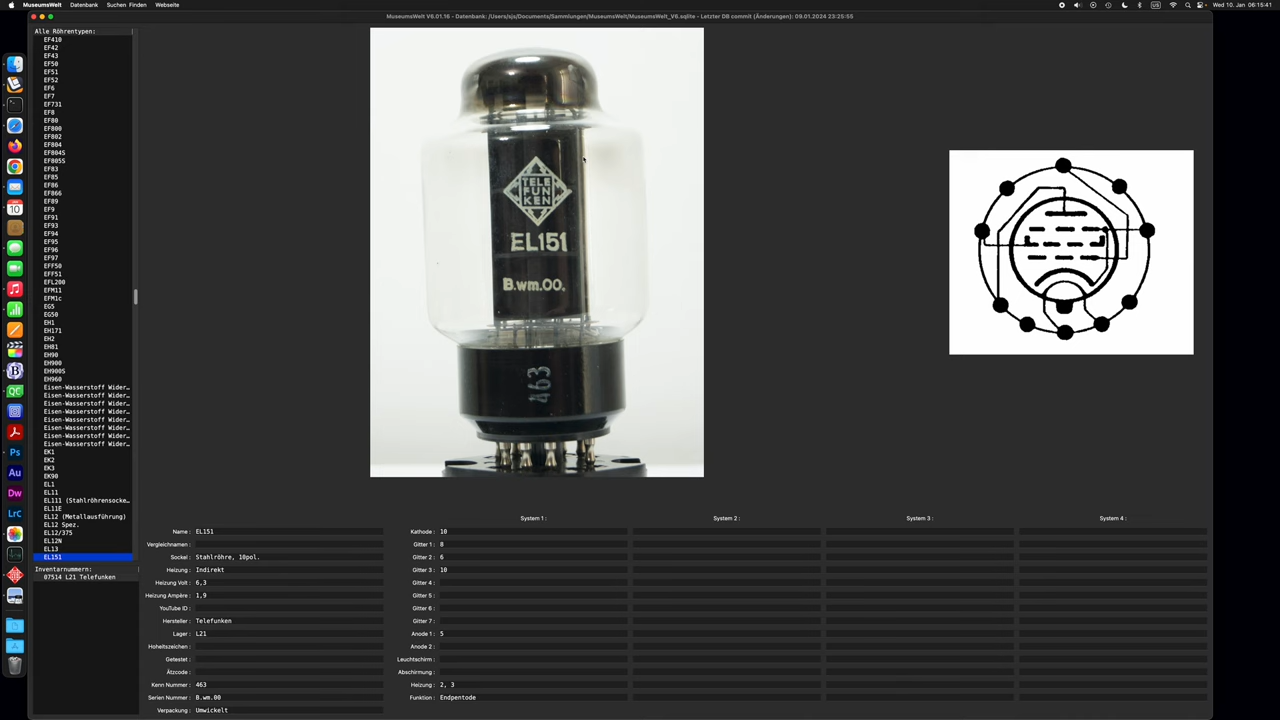 MuseumsWelt Datenbank Suchen Finden Webseite
US Wed 10. Jan. 06:15:41
MuseumsWelt V6.01.16 - Datenbank: /Users/sjs/Documents/Sammlungen/MuseumsWelt/MuseumsWelt_V6.sqlite - Letzter DB commit (Änderungen): 09.01.2024 23:25:55
Alle Röhrentypen:
EF410
EF42
EF43
EF50
EF51
EF52
EF6
EF7
EF731
EF8
EF80
EF800
EF802
EF804
EF804S
EF805S
EF83
EF85
EF86
EF866
EF89
EF9
EF91
EF93
EF94
EF95
EF96
EF97
EFF50
EFF51
EFL200
EFM11
EFM1c
EG5
EG50
EH1
EH171
EH2
EH81
EH90
EH900
EH900S
EH960
Eisen-Wasserstoff Wider…
Eisen-Wasserstoff Wider…
Eisen-Wasserstoff Wider…
Eisen-Wasserstoff Wider…
Eisen-Wasserstoff Wider…
Eisen-Wasserstoff Wider…
Eisen-Wasserstoff Wider…
Eisen-Wasserstoff Wider…
EK1
EK2
EK3
EK90
EL1
EL11
EL111 (Stahlröhrensocke…
EL11E
EL12 (Metallausführung)
EL12 Spez.
EL12/375
EL12N
EL13
EL151
Inventarnummern:
07514 L21 Telefunken
10
QC
Ps
Au
Dw
LrC
TELE
FUN
KEN
EL151
B.wm.00.
463
System 1 : System 2 : System 3 : System 4 :
Name : EL151
Vergleichnamen :
Sockel : Stahlröhre, 10pol.
Heizung : Indirekt
Heizung Volt : 6,3
Heizung Ampère : 1,9
YouTube ID :
Hersteller : Telefunken
Lager : L21
Hoheitszeichen :
Getestet :
Ätzcode :
Kenn Nummer : 463
Serien Nummer : B.wm.00
Verpackung : Umwickelt
Kathode : 10
Gitter 1 : 8
Gitter 2 : 6
Gitter 3 : 10
Gitter 4 :
Gitter 5 :
Gitter 6 :
Gitter 7 :
Anode 1 : 5
Anode 2 :
Leuchtschirm :
Abschirmung :
Heizung : 2, 3
Funktion : Endpentode